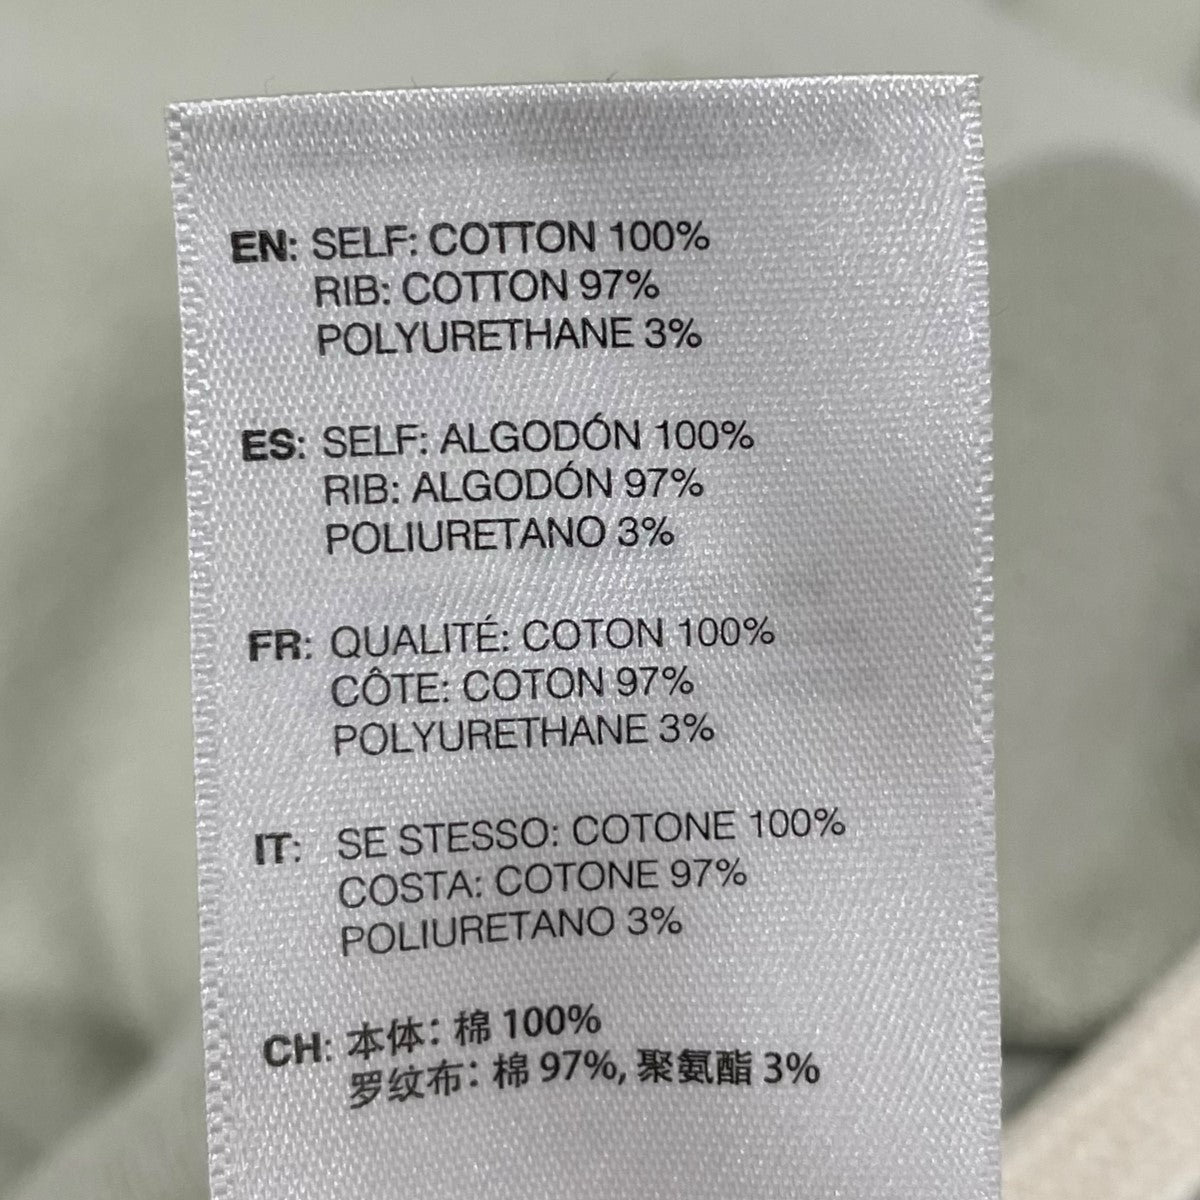 EN: SELF: COTTON 100%
RIB: COTTON 97%
POLYURETHANE 3%
ES: SELF: ALGODÓN 100%
RIB: ALGODÓN 97%
POLIURETANO 3%
FR: QUALITÉ: COTON 100%
CÔTE: COTON 97%
POLYURETHANE 3%
IT: SE STESSO: COTONE 100%
COSTA: COTONE 97%
POLIURETANO 3%
CH: 本体: 棉 100%
罗纹布: 棉 97%, 聚氨酯 3%